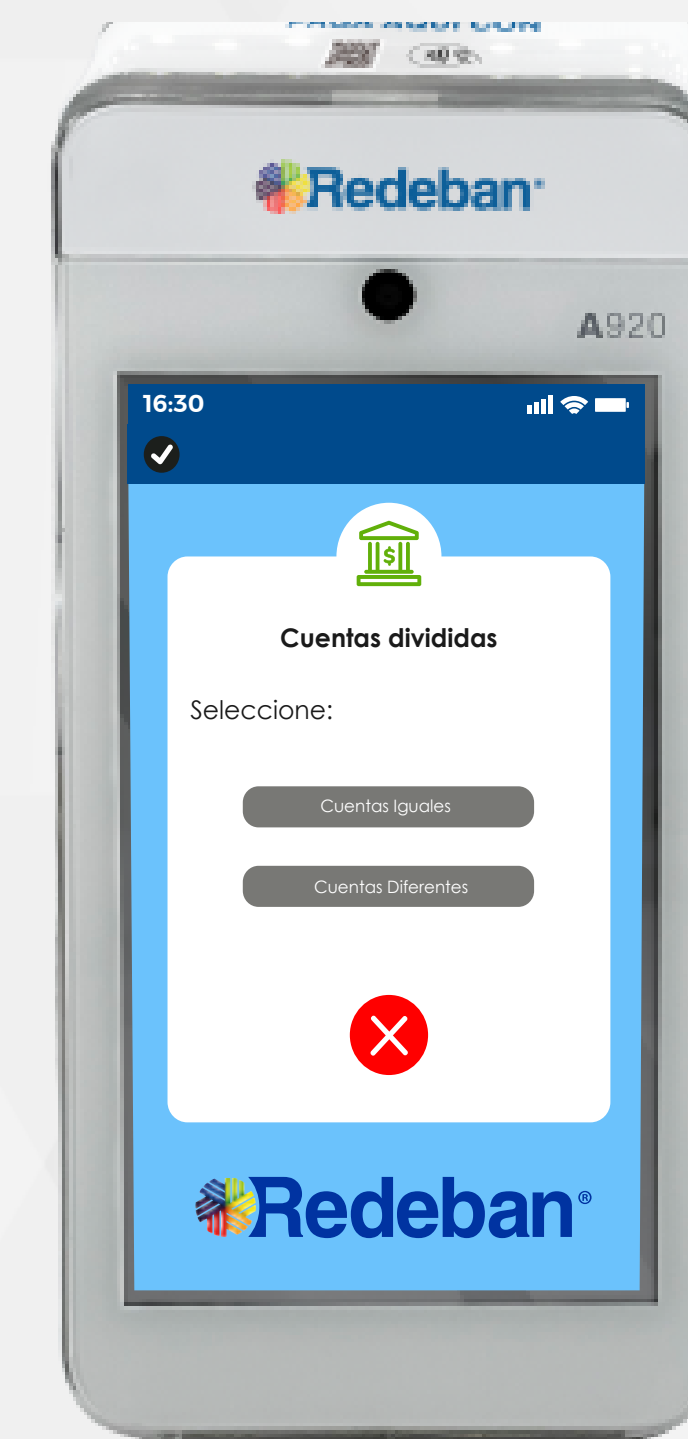 Redeban
A920
16:30
Cuentas divididas
Seleccione:
Cuentas Iguales
Cuentas Diferentes
Redeban®